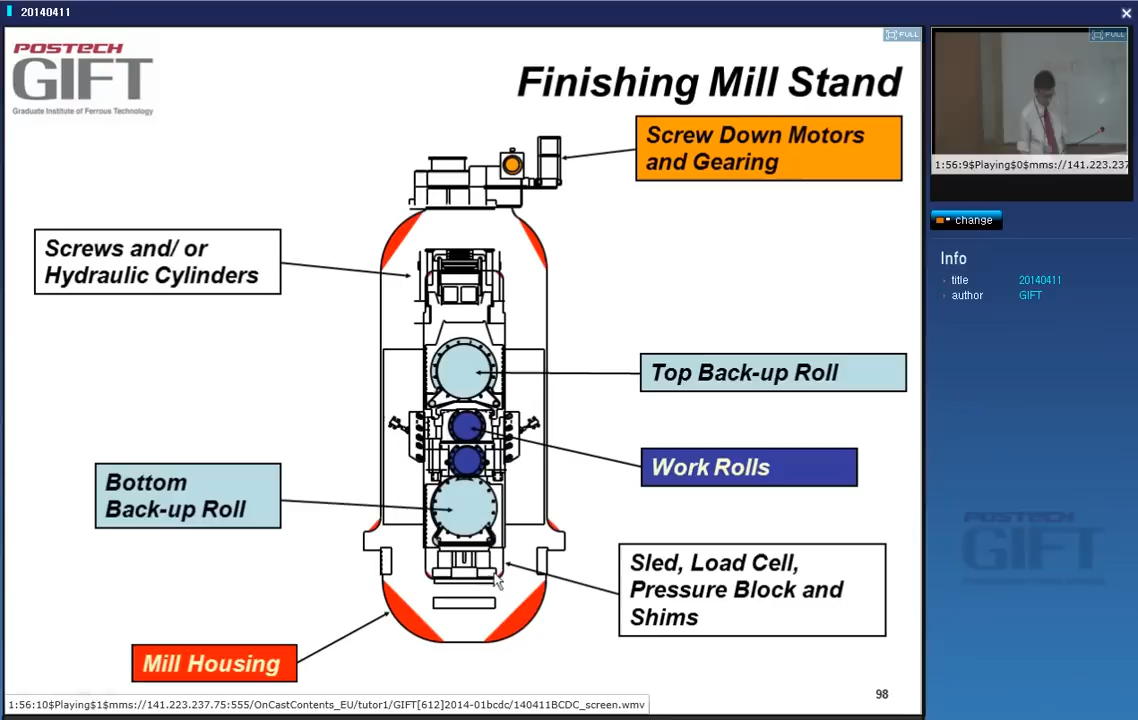 20140411
POSTECH
GIFT
Graduate Institute of Ferrous Technology
FULL
Finishing Mill Stand
Screw Down Motors
and Gearing
Screws and/ or
Hydraulic Cylinders
Top Back-up Roll
Work Rolls
Bottom
Back-up Roll
Sled, Load Cell,
Pressure Block and
Shims
Mill Housing
98
1:56:10$Playing$1$mms://141.223.237.75:555/OnCastContents_EU/tutor1/GIFT[612]2014-01bcdc/140411BCDC_screen.wmv
FULL
1:56:9$Playing$0$mms://141.223.237
change
Info
title 20140411
author GIFT
POSTECH
GIFT